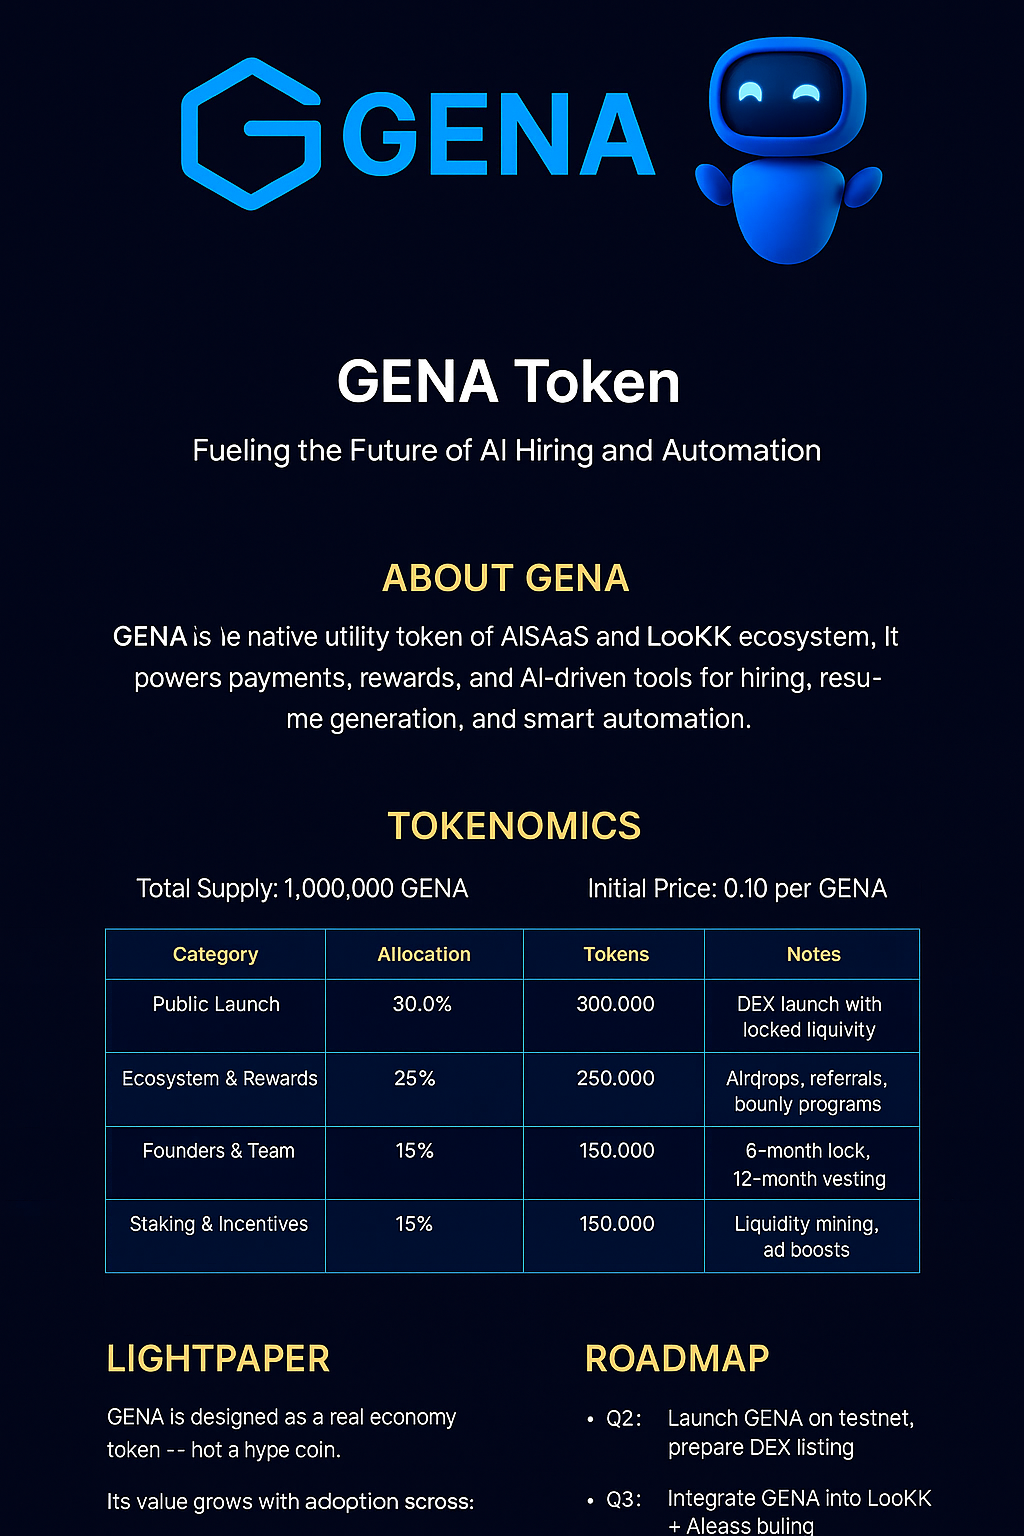 GENA
GENA Token
Fueling the Future of AI Hiring and Automation
ABOUT GENA
GENA is le native utility token of AISAaS and LooKK ecosystem, It
powers payments, rewards, and AI-driven tools for hiring, resu-
me generation, and smart automation.
TOKENOMICS
Total Supply: 1,000,000 GENA Initial Price: 0.10 per GENA
Category Allocation Tokens Notes
Public Launch 30.0% 300.000 DEX launch with
locked liquivity
Ecosystem & Rewards 25% 250.000 AIrdrops, referrals,
bounly programs
Founders & Team 15% 150.000 6-month lock,
12-month vesting
Staking & Incentives 15% 150.000 Liquidity mining,
ad boosts
LIGHTPAPER
GENA is designed as a real economy
token -- hot a hype coin.
Its value grows with adoption scross:
ROADMAP
• Q2: Launch GENA on testnet,
prepare DEX listing
• Q3: Integrate GENA into LooKK
+ Aleass buling